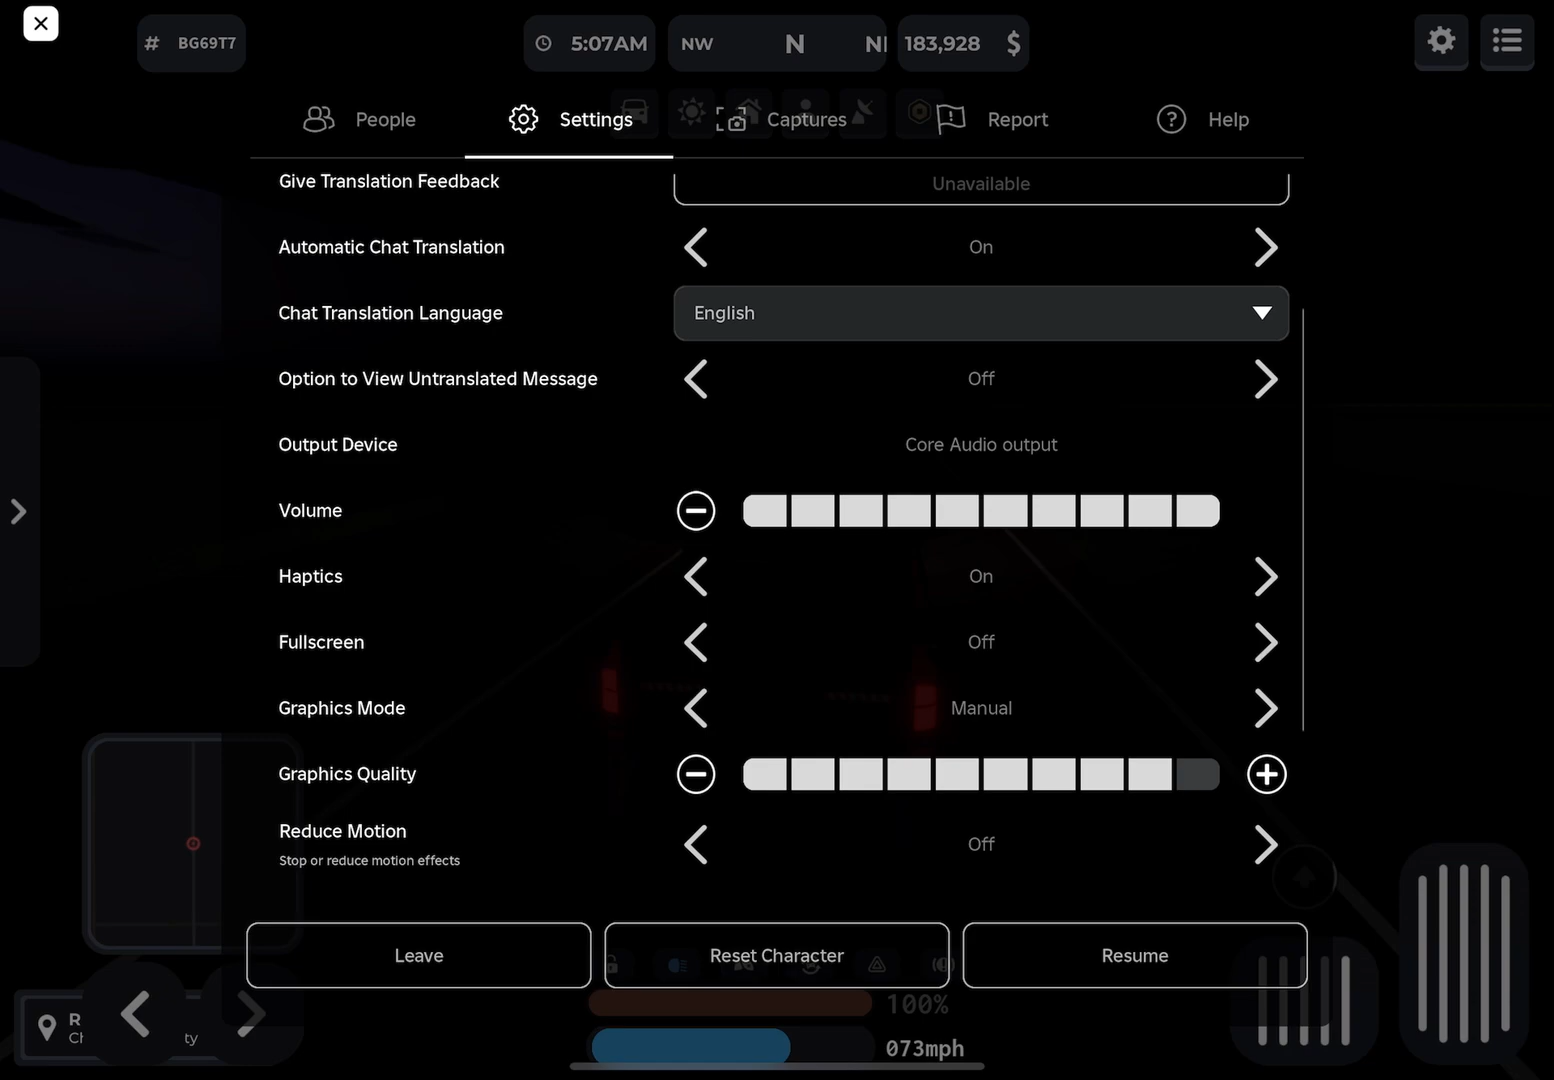 # BG69T7
5:07AM
NW N
183,928 $
People
Settings
Captures
Report
Help
Give Translation Feedback
Unavailable
Automatic Chat Translation
On
Chat Translation Language
English
Option to View Untranslated Message
Off
Output Device
Core Audio output
Volume
Haptics
On
Fullscreen
Off
Graphics Mode
Manual
Graphics Quality
Reduce Motion
Off
Stop or reduce motion effects
Leave
Reset Character
Resume
100%
073mph